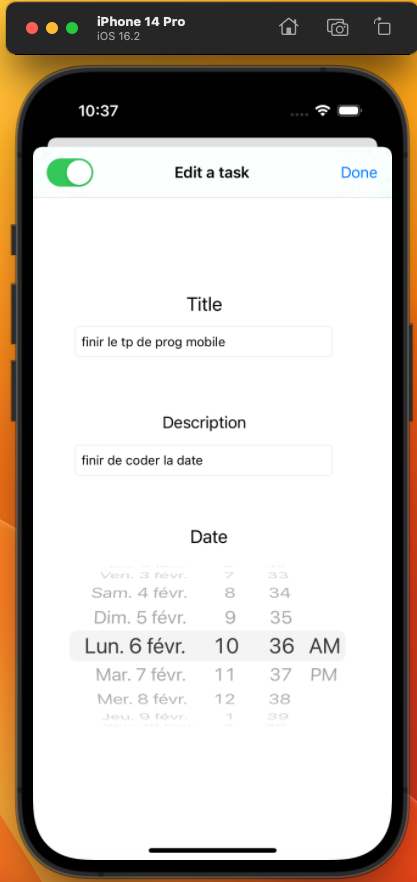 iPhone 14 Pro
iOS 16.2
10:37
Edit a task
Done
Title
finir le tp de prog mobile
Description
finir de coder la date
Date
Ven. 3 févr. 7 33
Sam. 4 févr. 8 34
Dim. 5 févr. 9 35
Lun. 6 févr. 10 36 AM
Mar. 7 févr. 11 37 PM
Mer. 8 févr. 12 38
Jeu. 9 févr. 1 39